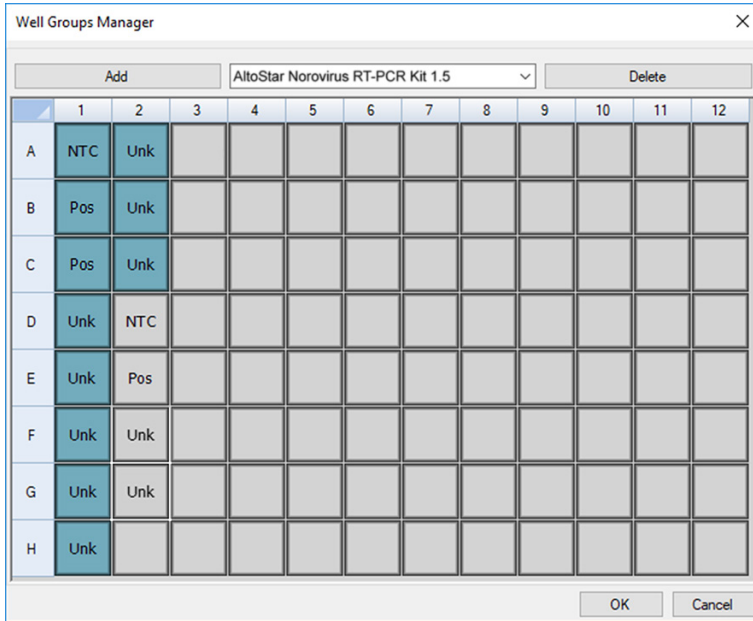 Well Groups Manager
Add AltoStar Norovirus RT-PCR Kit 1.5 Delete
1 2 3 4 5 6 7 8 9 10 11 12
A NTC Unk
B Pos Unk
C Pos Unk
D Unk NTC
E Unk Pos
F Unk Unk
G Unk Unk
H Unk
OK Cancel